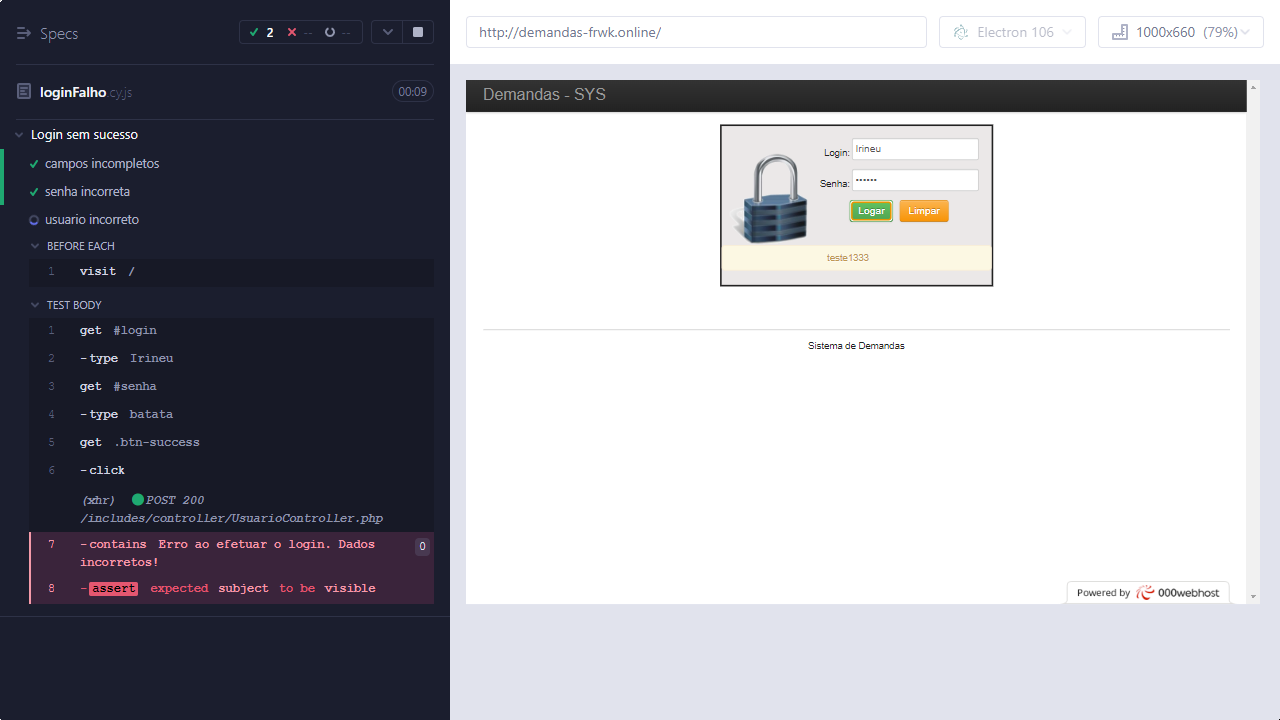 Specs
2
--
--
loginFalho.cy.js
00:09
Login sem sucesso
campos incompletos
senha incorreta
usuario incorreto
BEFORE EACH
1 visit /
TEST BODY
1 get #login
2 -type Irineu
3 get #senha
4 -type batata
5 get .btn-success
6 -click
(xhr) POST 200
/includes/controller/UsuarioController.php
7 -contains Erro ao efetuar o login. Dados
incorretos!
0
8 -assert expected subject to be visible
http://demandas-frwk.online/
Electron 106
1000x660 (79%)
Demandas - SYS
Login: Irineu
Senha: ••••••
Logar Limpar
teste1333
Sistema de Demandas
Powered by 000webhost